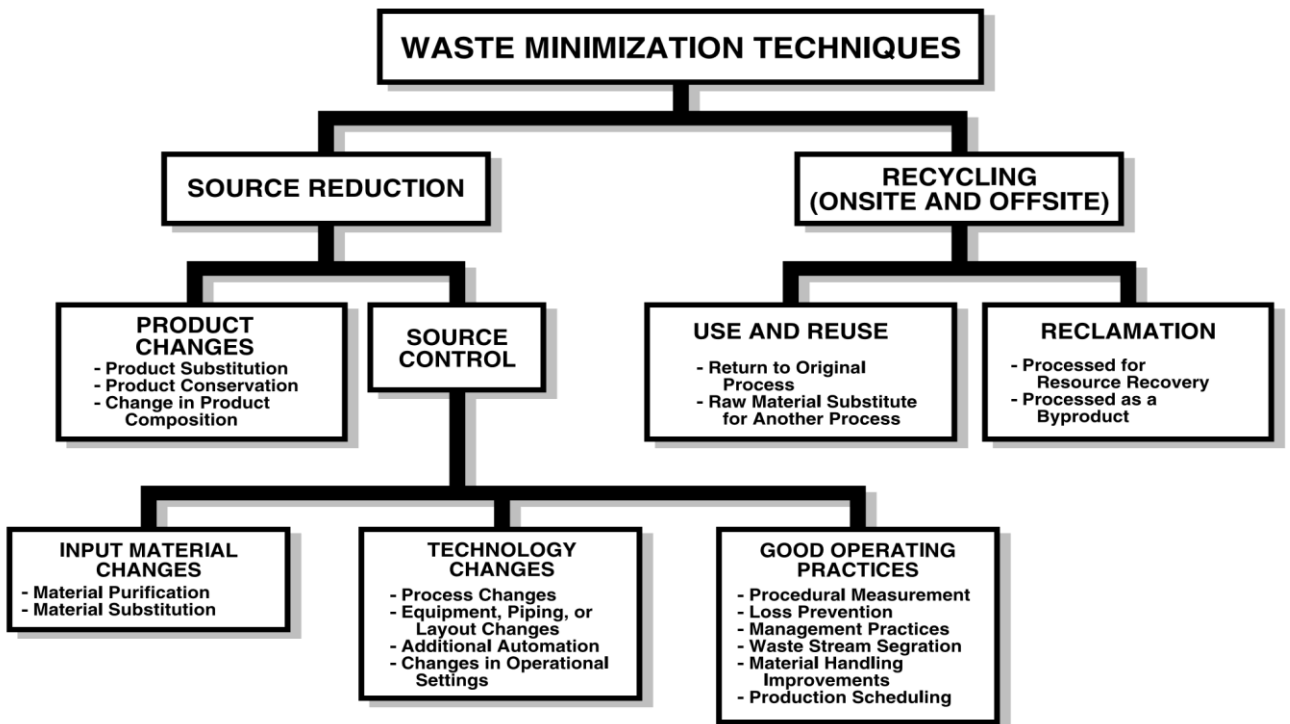 WASTE MINIMIZATION TECHNIQUES
SOURCE REDUCTION
RECYCLING
(ONSITE AND OFFSITE)
PRODUCT
CHANGES
- Product Substitution
- Product Conservation
- Change in Product
Composition
SOURCE
CONTROL
USE AND REUSE
- Return to Original
Process
- Raw Material Substitute
for Another Process
RECLAMATION
- Processed for
Resource Recovery
- Processed as a
Byproduct
INPUT MATERIAL
CHANGES
- Material Purification
- Material Substitution
TECHNOLOGY
CHANGES
- Process Changes
- Equipment, Piping, or
Layout Changes
- Additional Automation
- Changes in Operational
Settings
GOOD OPERATING
PRACTICES
- Procedural Measurement
- Loss Prevention
- Management Practices
- Waste Stream Segration
- Material Handling
Improvements
- Production Scheduling